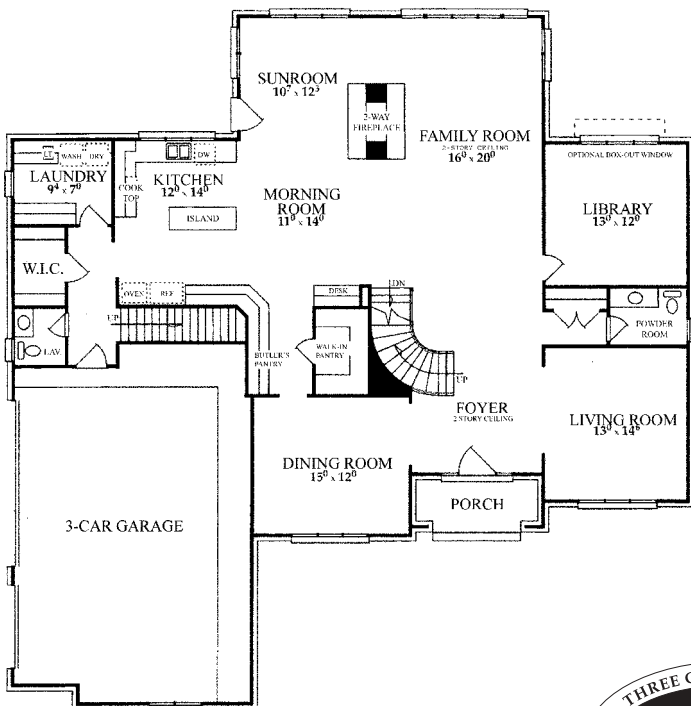 SUNROOM
10⁷ x 12³
2-WAY
FIREPLACE
FAMILY ROOM
2-STORY CEILING
16⁰ x 20⁰
LT
WASH
DRY
LAUNDRY
9⁴ x 7⁰
DW
KITCHEN
12⁰ x 14⁰
COOK
TOP
ISLAND
MORNING
ROOM
11⁰ x 14⁰
OPTIONAL BOX-OUT WINDOW
LIBRARY
13⁰ x 12⁰
W.I.C.
OVEN
REF
DESK
DN
UP
LAV.
BUTLER'S
PANTRY
WALK-IN
PANTRY
UP
POWDER
ROOM
FOYER
2 STORY CEILING
LIVING ROOM
13⁰ x 14⁶
DINING ROOM
15⁰ x 12⁰
PORCH
3-CAR GARAGE
THREE